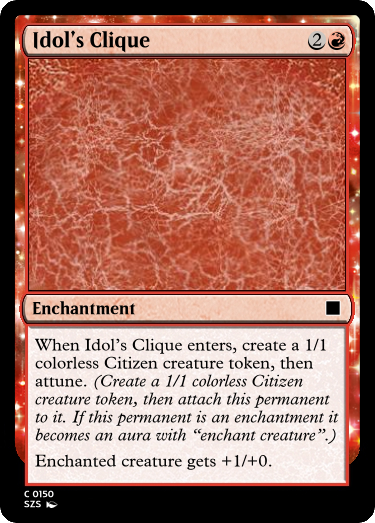 Idol's Clique 2
Enchantment
When Idol's Clique enters, create a 1/1
colorless Citizen creature token, then
attune. (Create a 1/1 colorless Citizen
creature token, then attach this permanent
to it. If this permanent is an enchantment it
becomes an aura with “enchant creature”.)
Enchanted creature gets +1/+0.
C 0150
SZS